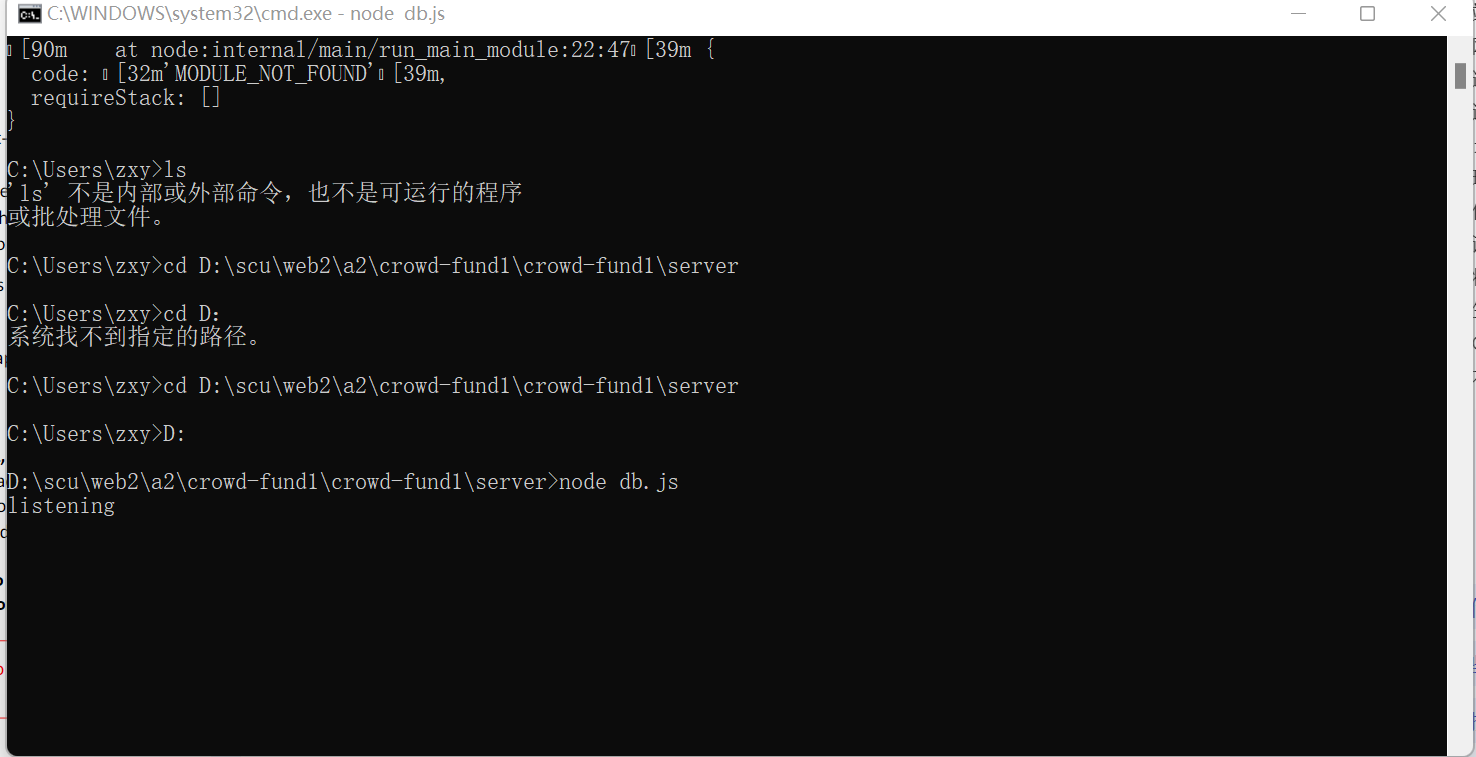 C:\WINDOWS\system32\cmd.exe - node  db.js
[90m    at node:internal/main/run_main_module:22:47[39m {
  code: [32m'MODULE_NOT_FOUND'[39m,
  requireStack: []
}
C:\Users\zxy>ls
'ls' 不是内部或外部命令，也不是可运行的程序
或批处理文件。
C:\Users\zxy>cd D:\scu\web2\a2\crowd-fund1\crowd-fund1\server
C:\Users\zxy>cd D：
系统找不到指定的路径。
C:\Users\zxy>cd D:\scu\web2\a2\crowd-fund1\crowd-fund1\server
C:\Users\zxy>D:
D:\scu\web2\a2\crowd-fund1\crowd-fund1\server>node db.js
listening